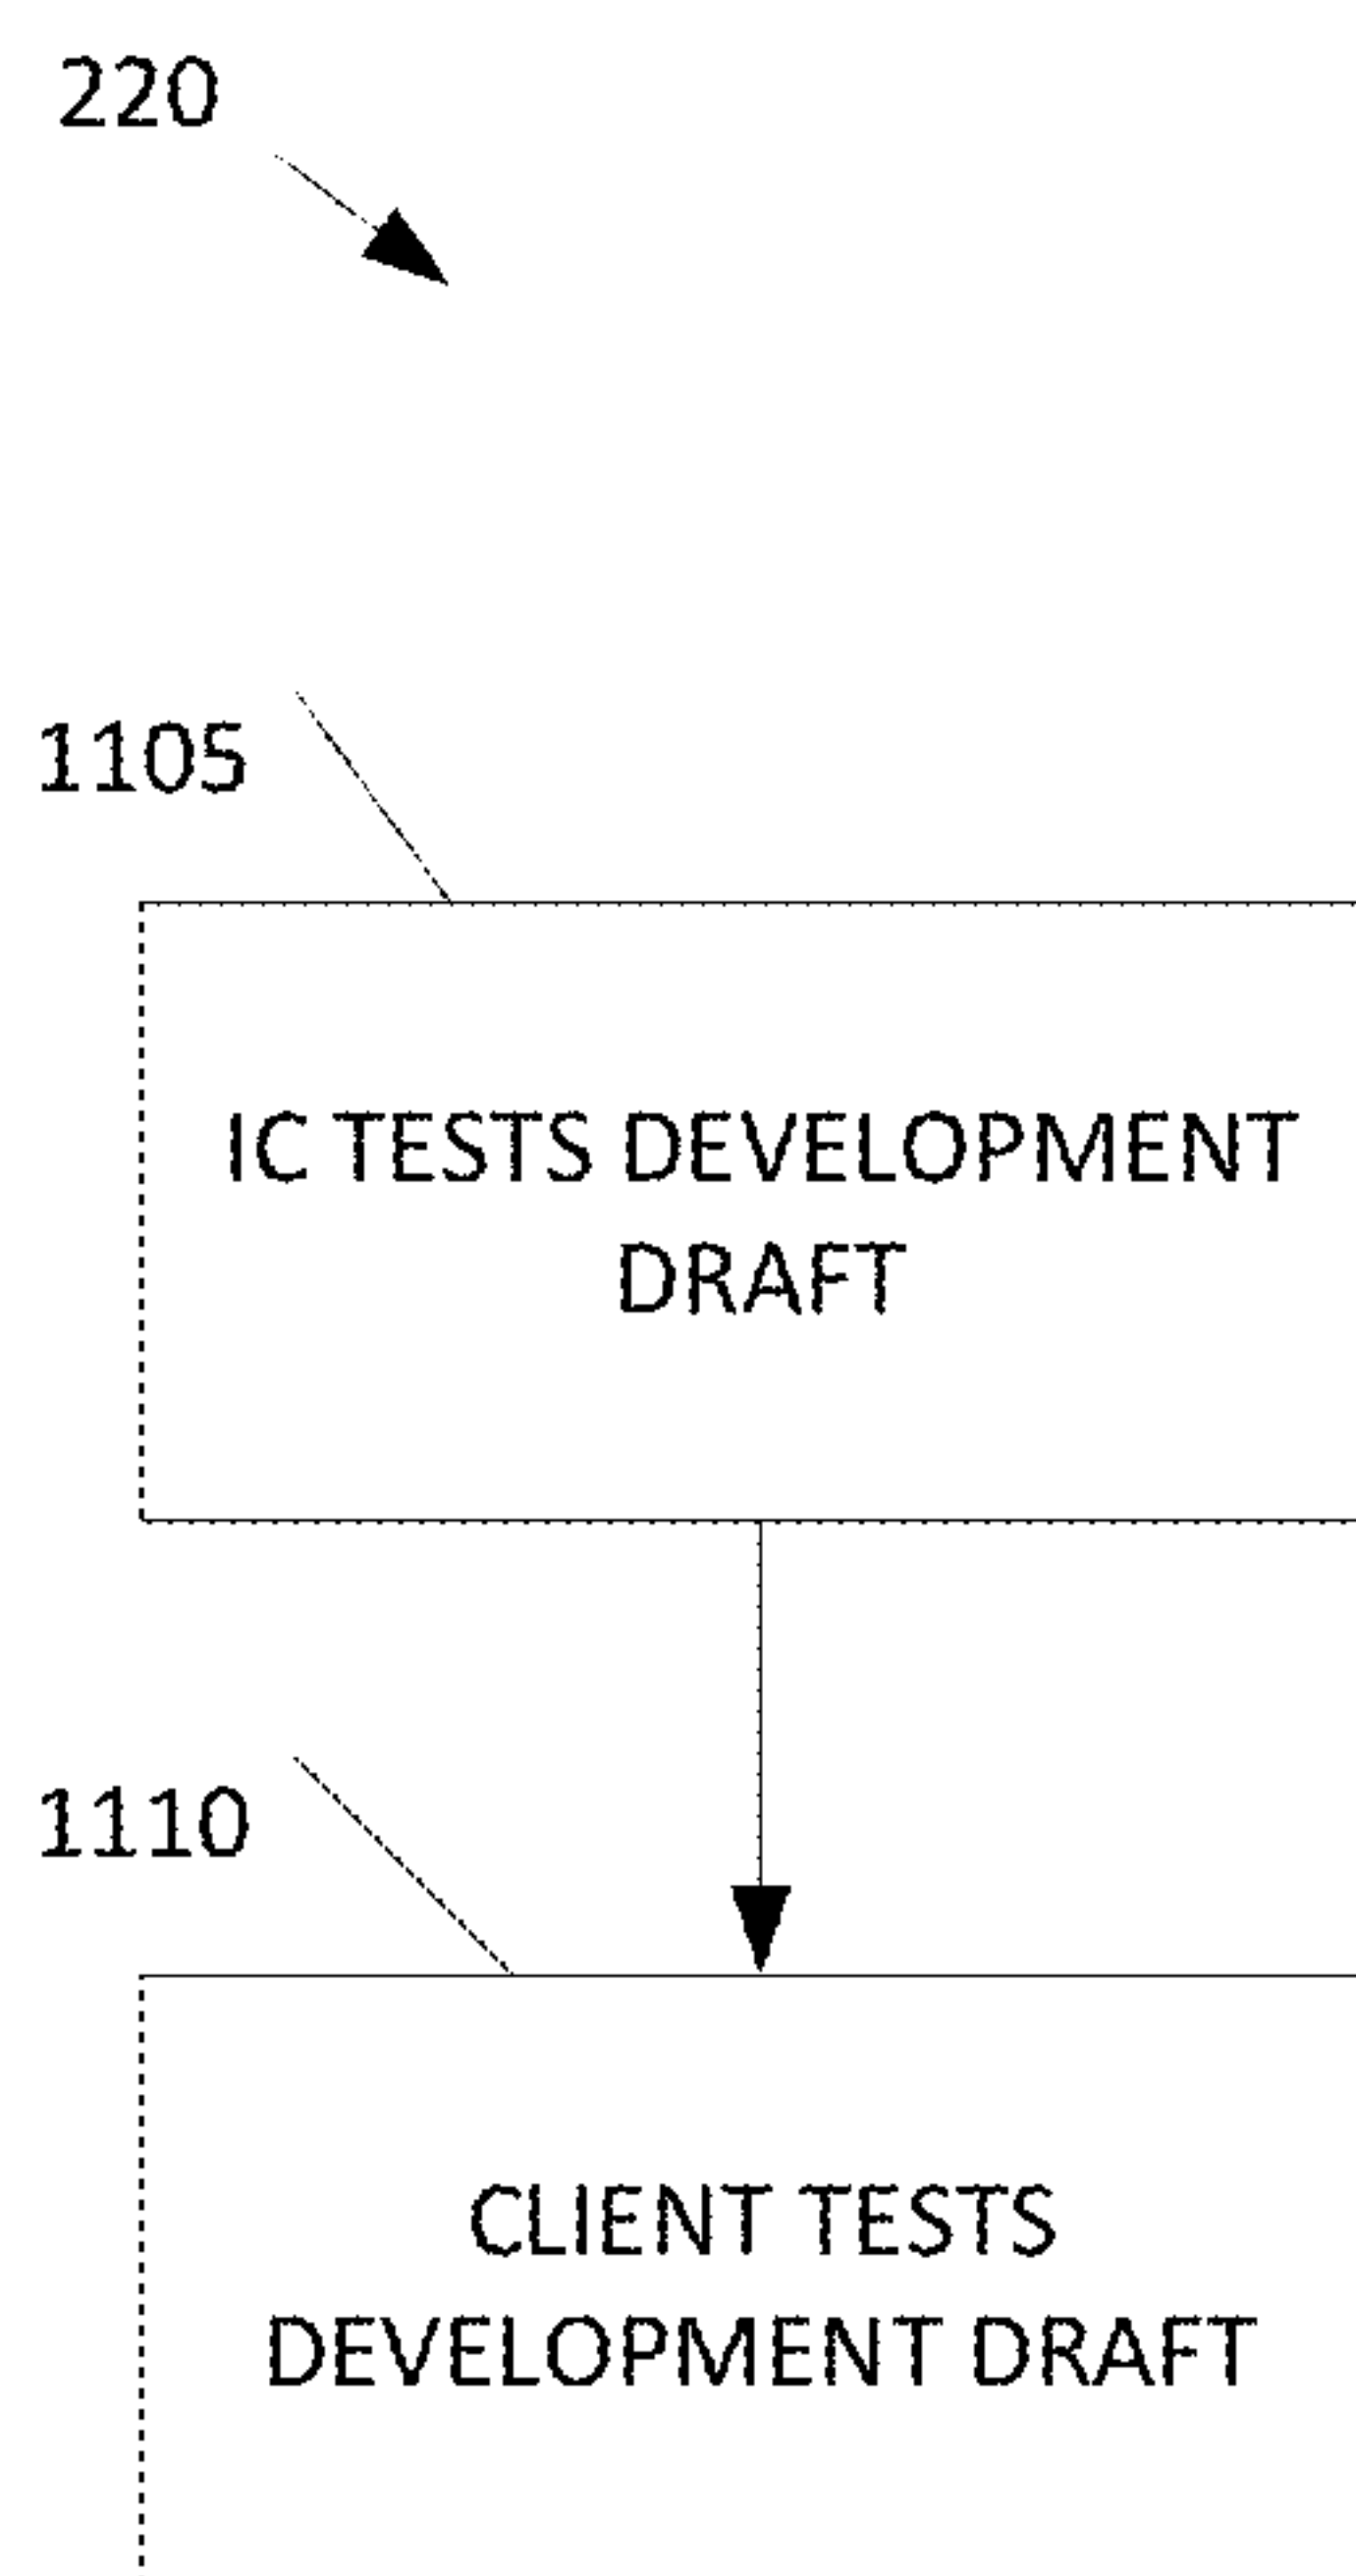 220
1105
IC TESTS DEVELOPMENT
DRAFT
1110
CLIENT TESTS
DEVELOPMENT DRAFT